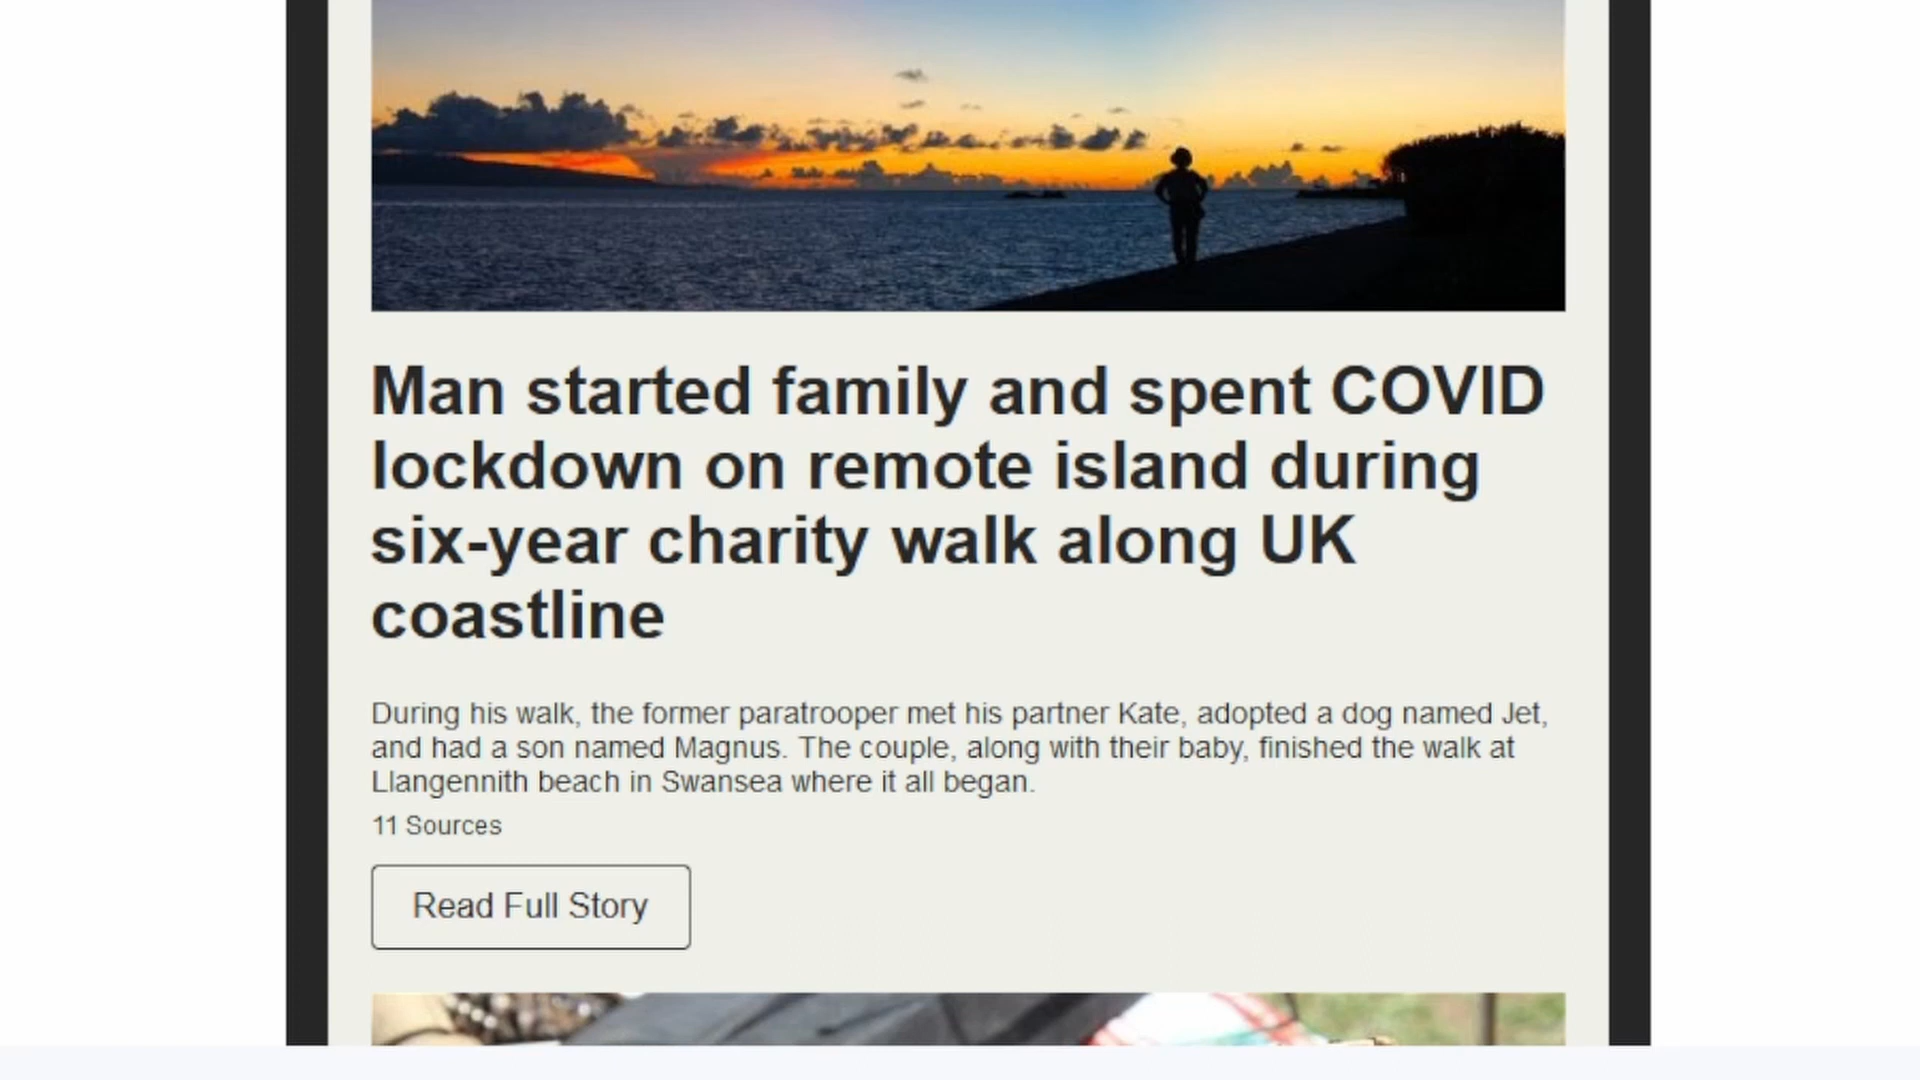 Man started family and spent COVID
lockdown on remote island during
six-year charity walk along UK
coastline
During his walk, the former paratrooper met his partner Kate, adopted a dog named Jet,
and had a son named Magnus. The couple, along with their baby, finished the walk at
Llangennith beach in Swansea where it all began.
11 Sources
Read Full Story